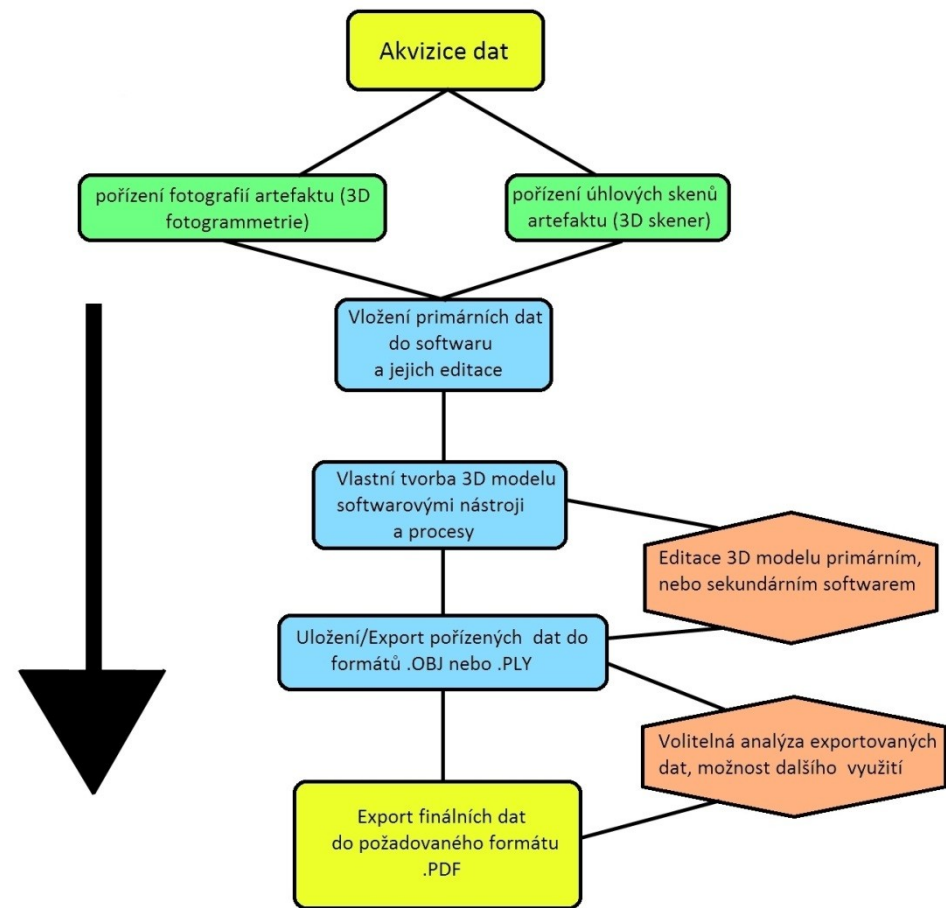 Akvizice dat
pořízení fotografií artefaktu (3D
fotogrammetrie)
pořízení úhlových skenů
artefaktu (3D skener)
Vložení primárních dat
do softwaru
a jejich editace
Vlastní tvorba 3D modelu
softwarovými nástroji
a procesy
Editace 3D modelu primárním,
nebo sekundárním softwarem
Uložení/Export pořízených dat do
formátů .OBJ nebo .PLY
Volitelná analýza exportovaných
dat, možnost dalšího využití
Export finálních dat
do požadovaného formátu
.PDF